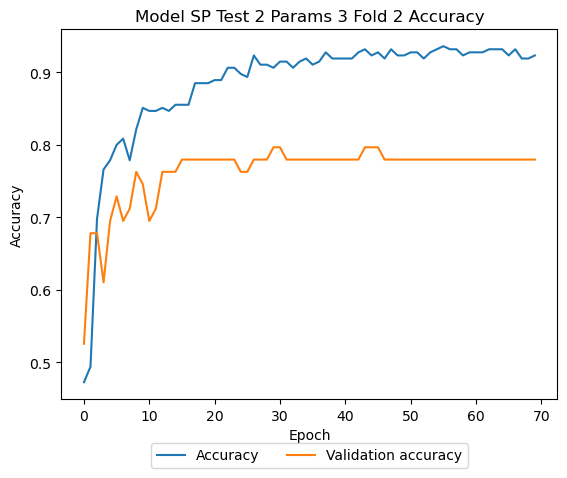 Model SP Test 2 Params 3 Fold 2 Accuracy
Accuracy
0.9
0.8
0.7
0.6
0.5
0 10 20 30 40 50 60 70
Epoch
Accuracy Validation accuracy